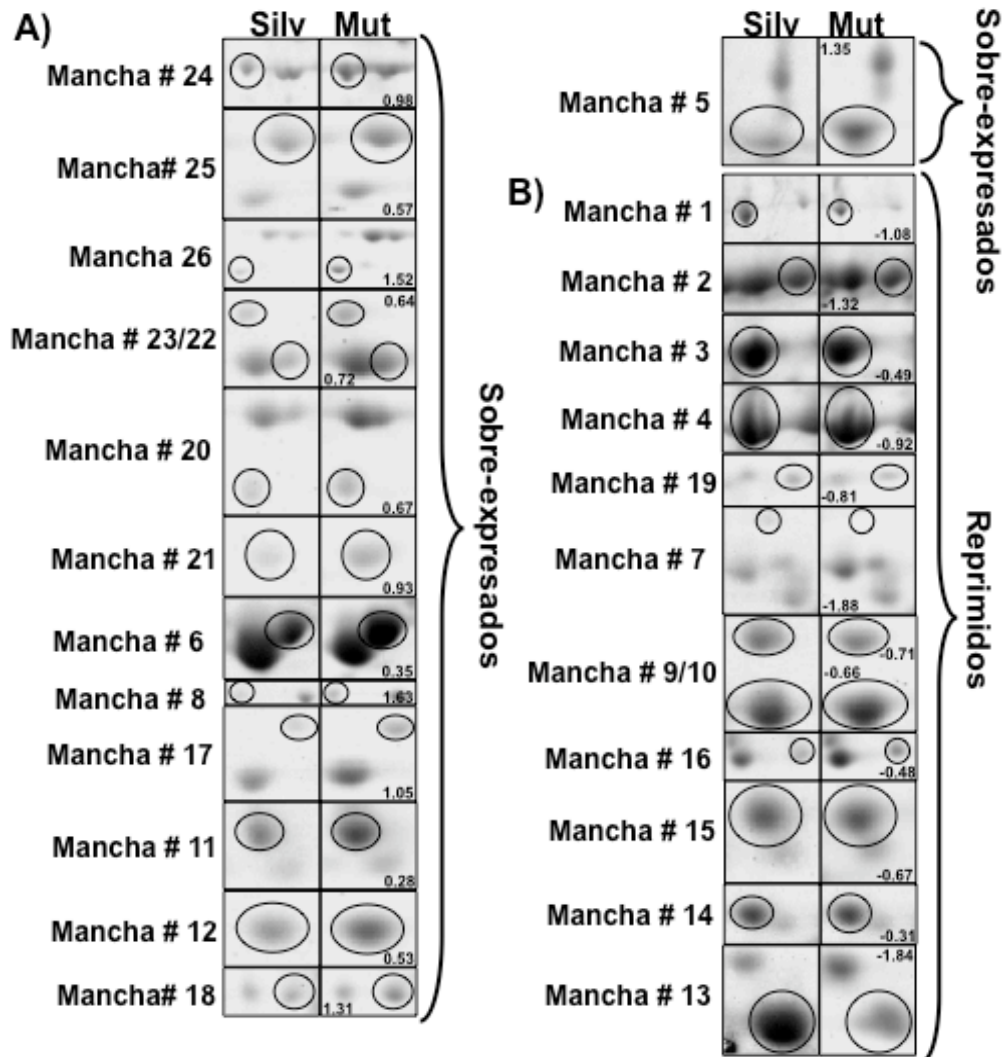 A)
Silv Mut
Mancha # 24
0.98
Mancha# 25
0.57
Mancha 26
1.52
0.64
Mancha # 23/22
0.72
Mancha # 20
0.67
Mancha # 21
0.93
Mancha # 6
0.35
Mancha # 8
1.63
Mancha # 17
1.05
Mancha # 11
0.28
Mancha # 12
0.53
Mancha# 18
1.31
Sobre-expresados
Silv Mut
1.35
Mancha # 5
Sobre-expresados
B)
Mancha # 1
-1.08
Mancha # 2
-1.32
Mancha # 3
-0.49
Mancha # 4
-0.92
Mancha # 19
-0.81
Mancha # 7
-1.88
-0.71
Mancha # 9/10
-0.66
Mancha # 16
-0.48
Mancha # 15
-0.67
Mancha # 14
-0.31
-1.84
Mancha # 13
Reprimidos